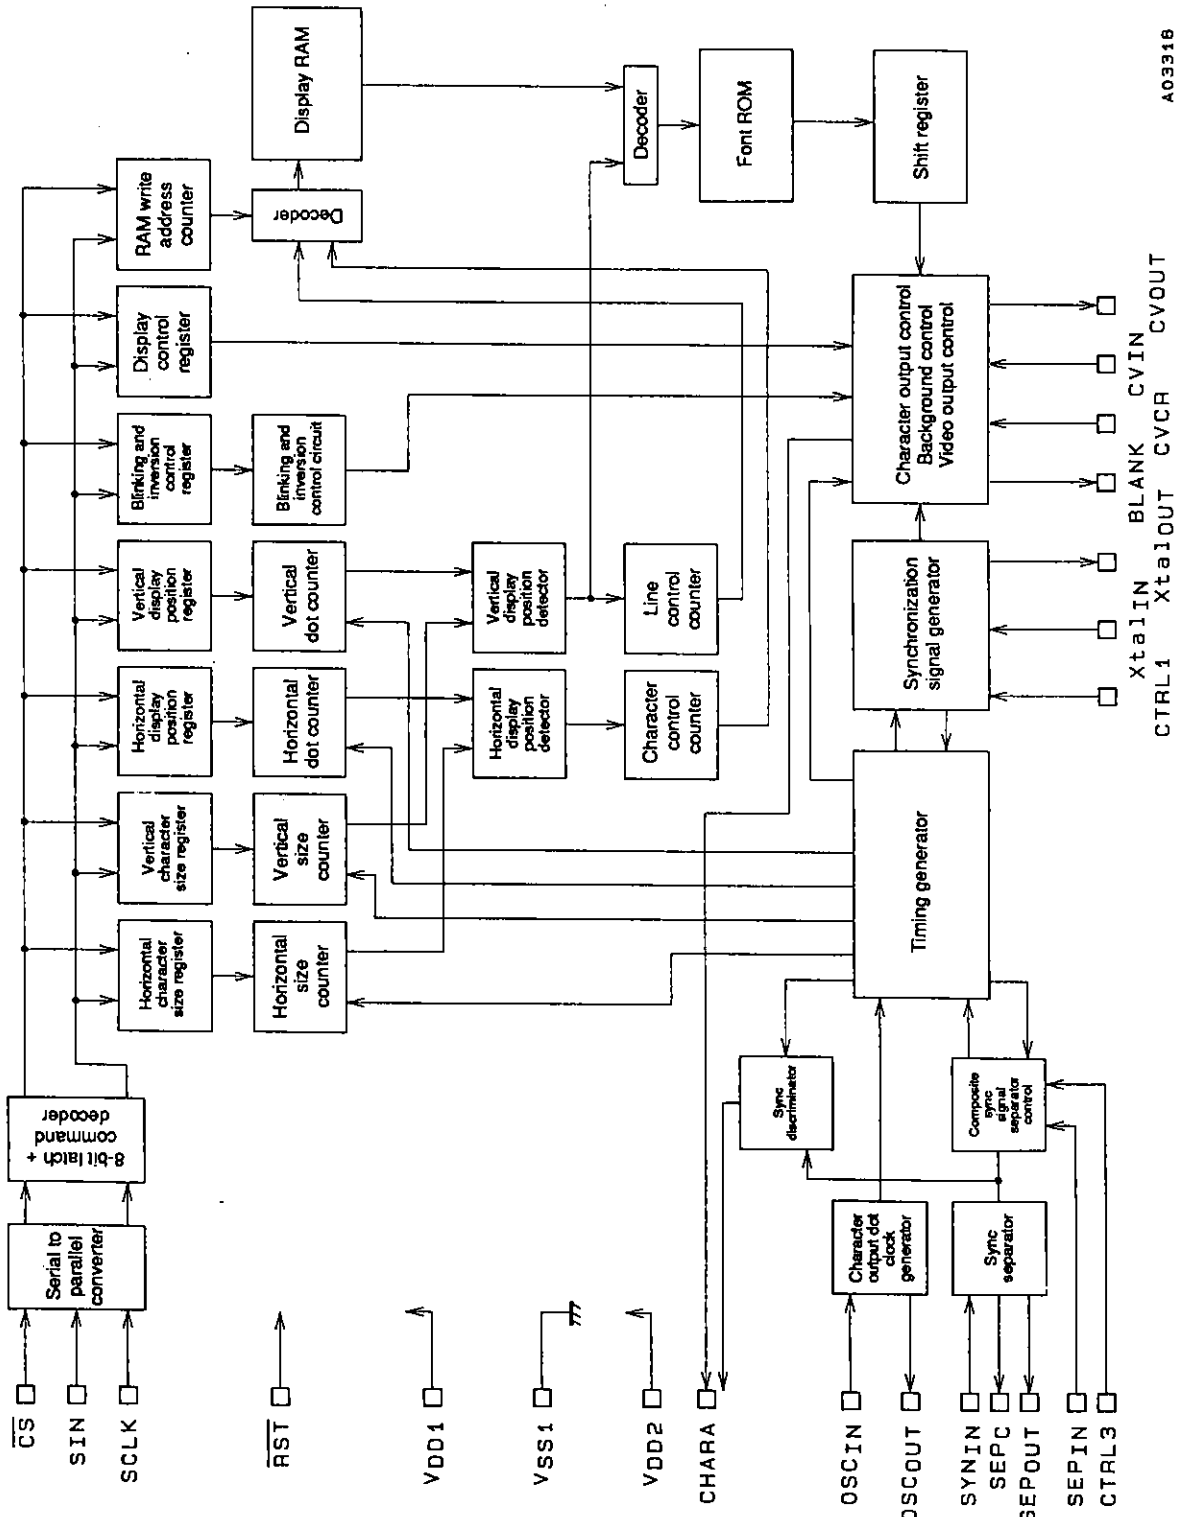 CS
SIN
SCLK
RST
VDD1
VSS1
VDD2
CHARA
OSCIN
OSCOUT
SYNIN
SEPC
SEPOUT
SEPIN
CTRL3
Serial to
parallel
converter
8-bit latch +
command
decoder
Horizontal
character
size register
Vertical
character
size register
Horizontal
display
position
register
Vertical
display
position
register
Blinking and
inversion
control
register
Display
control
register
RAM write
address
counter
Horizontal
size
counter
Vertical
size
counter
Horizontal
dot counter
Vertical
dot counter
Blinking and
inversion
control circuit
Decoder
Display RAM
Horizontal
display
position
detector
Vertical
display
position
detector
Character
control
counter
Line
control
counter
Decoder
Font ROM
Shift register
Sync
discriminator
Character
output dot
clock
generator
Sync
separator
Composite
sync
signal
separator
control
Timing generator
Synchronization
signal generator
Character output control
Background control
Video output control
CTRL1
XtalIN
XtalOUT
BLANK
CVCR
CVIN
CVOUT
A03318